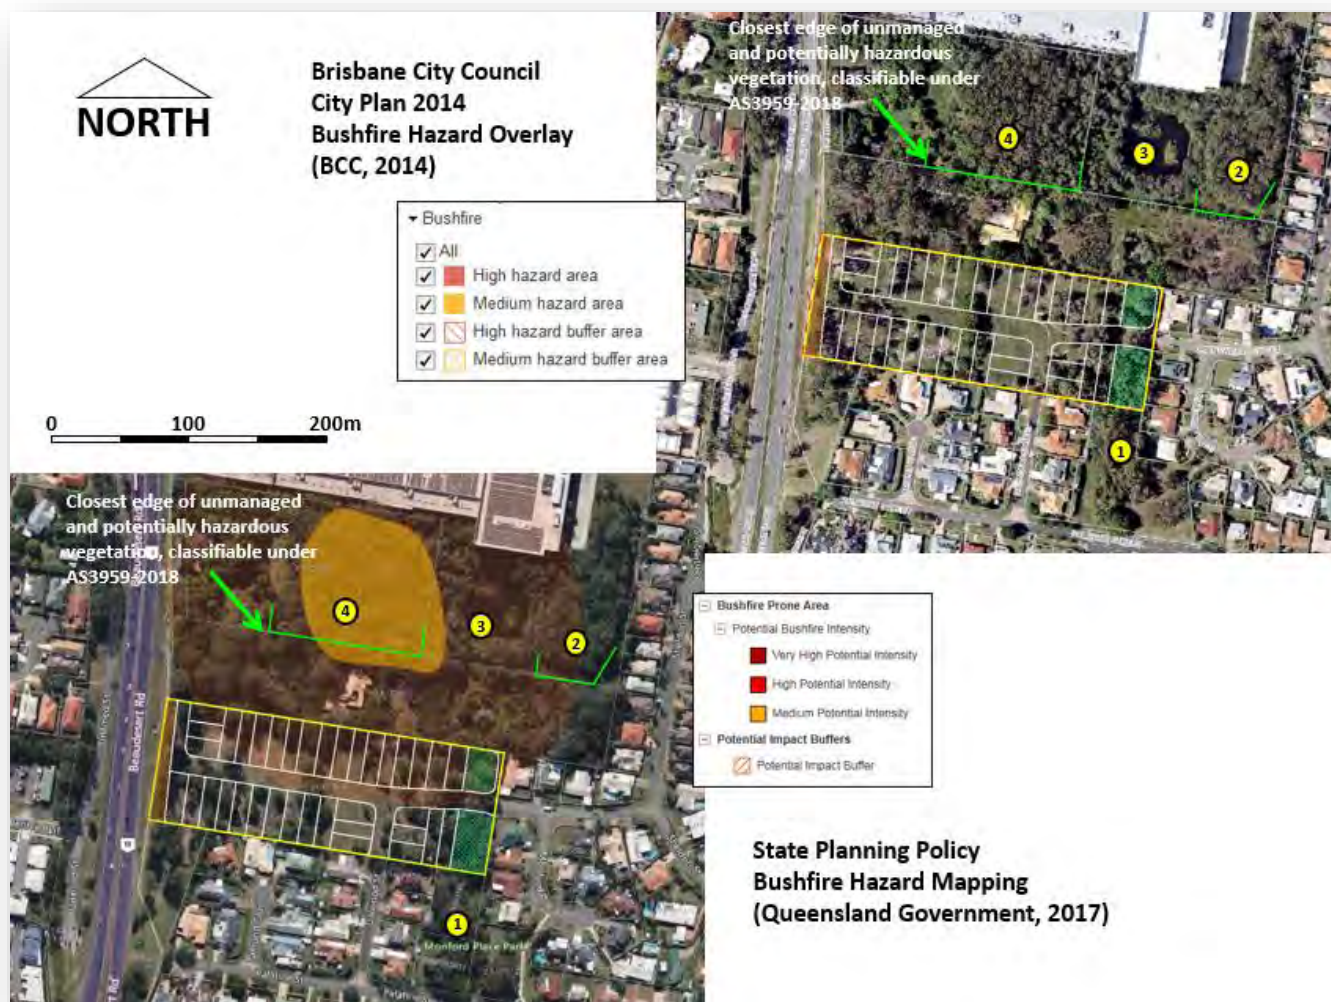 NORTH
Brisbane City Council
City Plan 2014
Bushfire Hazard Overlay
(BCC, 2014)
Bushfire
All
High hazard area
Medium hazard area
High hazard buffer area
Medium hazard buffer area
0 100 200m
Closest edge of unmanaged
and potentially hazardous
vegetation, classifiable under
AS3959-2018
4
3
2
1
Closest edge of unmanaged
and potentially hazardous
vegetation, classifiable under
AS3959-2018
4
3
2
Beaudesert Rd
1
Monford Place Park
Bushfire Prone Area
Potential Bushfire Intensity
Very High Potential Intensity
High Potential Intensity
Medium Potential Intensity
Potential Impact Buffers
Potential Impact Buffer
State Planning Policy
Bushfire Hazard Mapping
(Queensland Government, 2017)